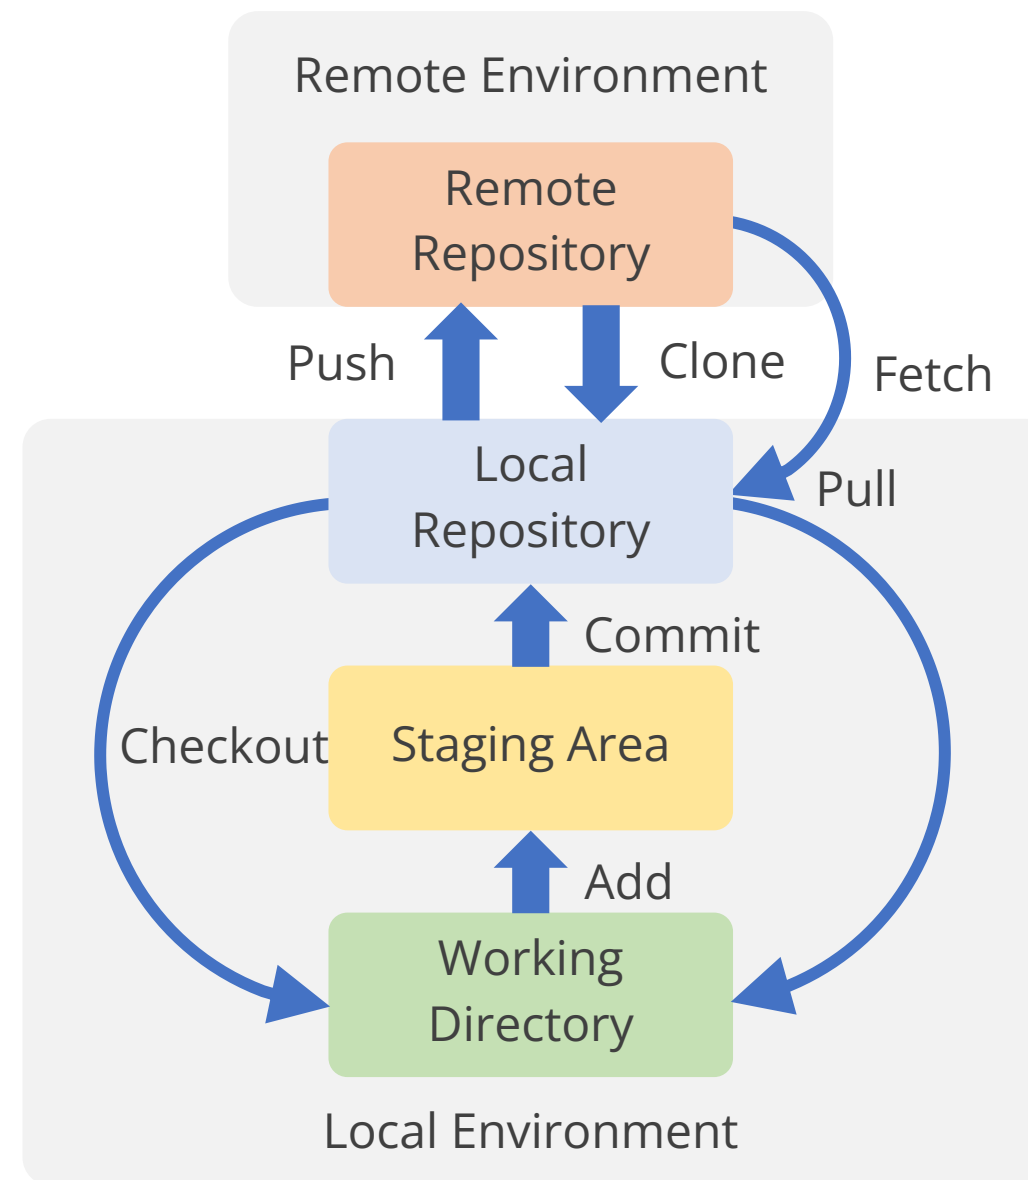 Remote Environment
Remote
Repository
Push
Clone
Fetch
Local
Repository
Pull
Commit
Checkout
Staging Area
Add
Working
Directory
Local Environment